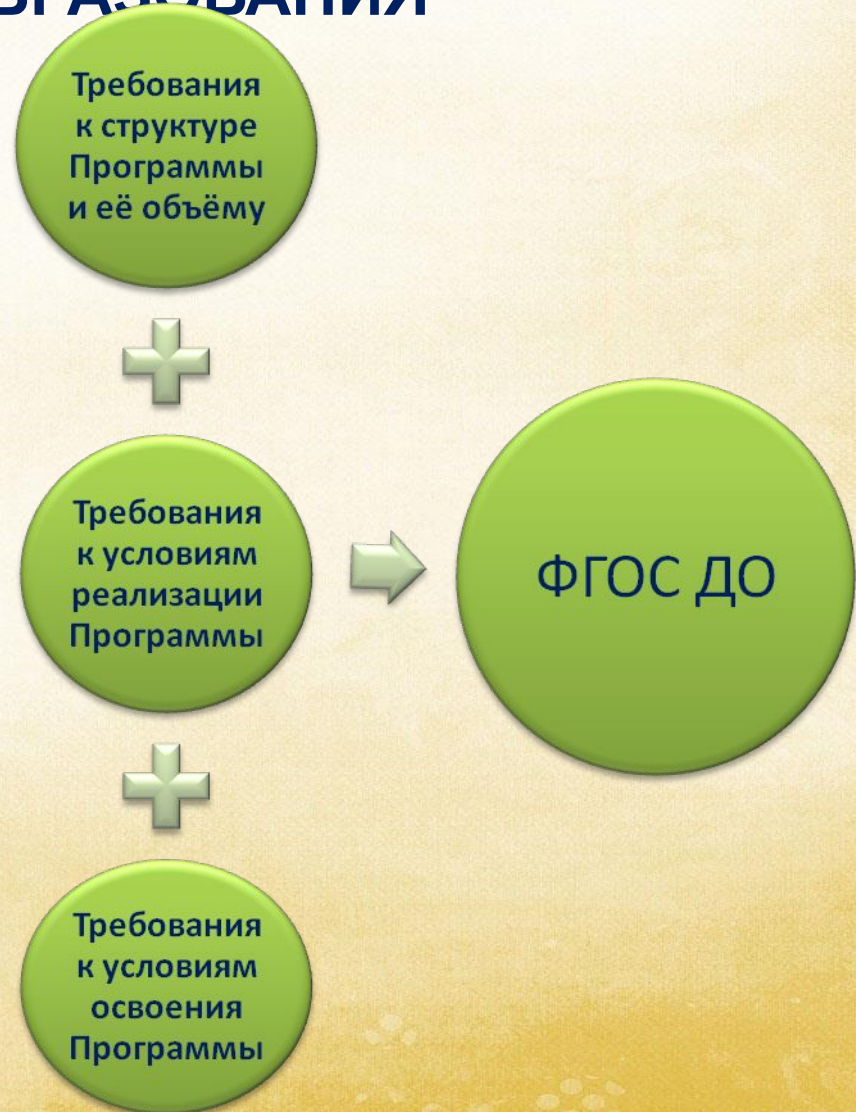 Требования
к структуре
Программы
и её объёму
Требования
к условиям
реализации
Программы
ФГОС ДО
Требования
к условиям
освоения
Программы